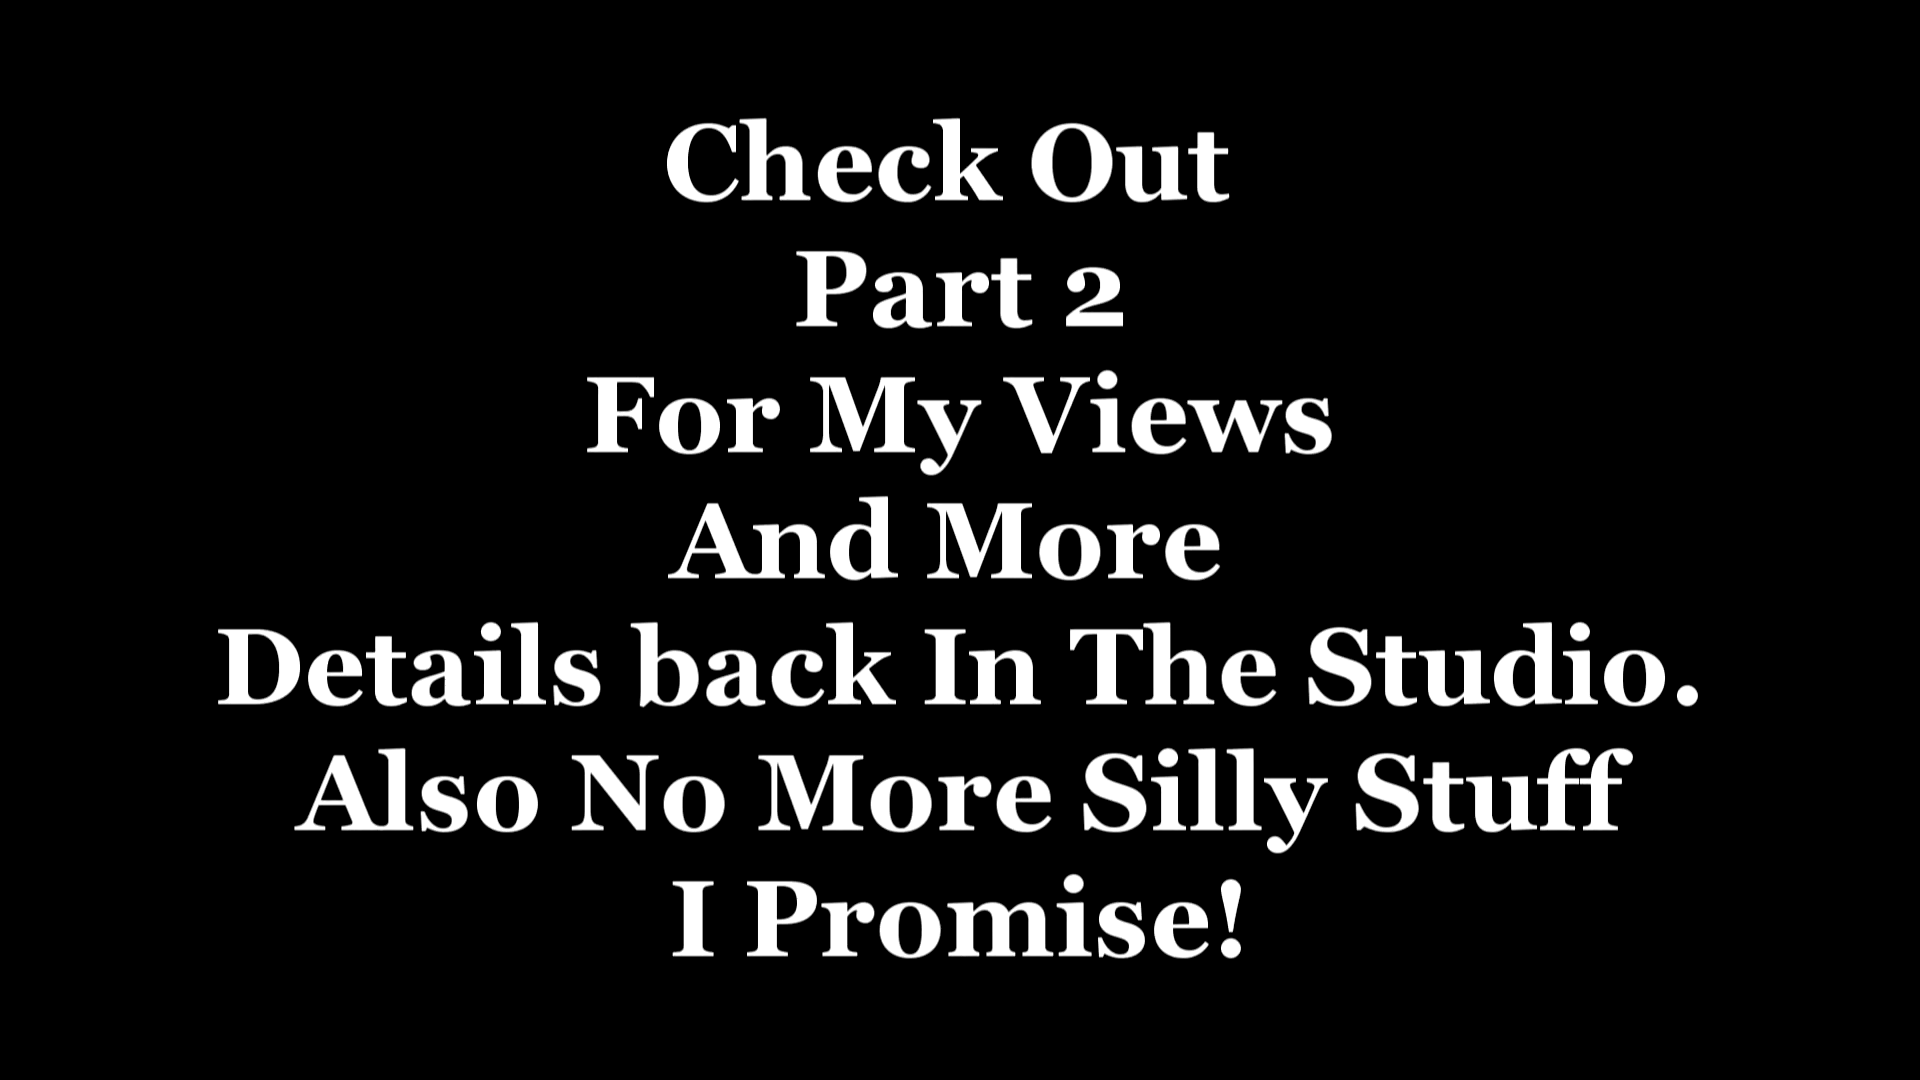 Check Out
Part 2
For My Views
And More
Details back In The Studio.
Also No More Silly Stuff
I Promise!